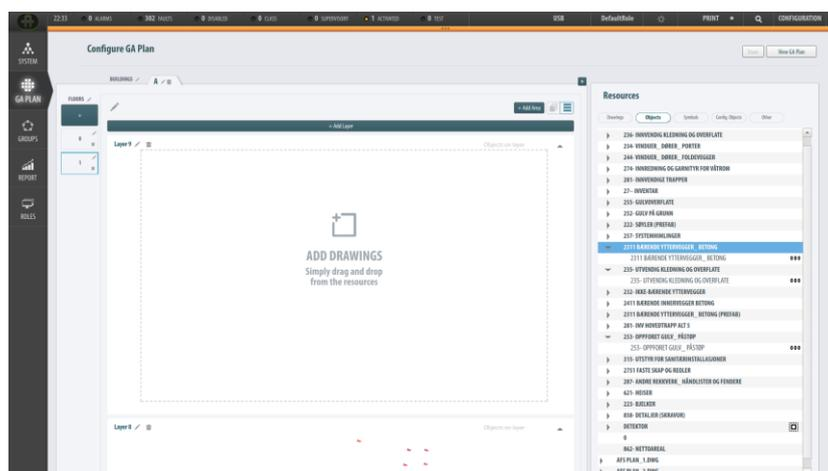 22:33 0 ALARMS 302 FAULTS 0 DISABLED 0 CLASS 0 SUPERVISORY 1 ACTIVATED 0 TEST USB DefaultRole PRINT CONFIGURATION
SYSTEM
GA PLAN
GROUPS
REPORT
ROLES
Configure GA Plan
Save View GA Plan
BUILDINGS A
FLOORS
+
0
1
+ Add Area
+ Add Layer
Layer 9 Objects on layer
ADD DRAWINGS
Simply drag and drop
from the resources
Layer 8 Objects on layer
Resources
Drawings Objects Symbols Config. Objects Other
236- INNVENDIG KLEDNING OG OVERFLATE
234- VINDUER_ DØRER_ PORTER
244- VINDUER_ DØRER_ FOLDEVEGGER
274- INNREDNING OG GARNITYR FOR VÅTROM
281- INNVENDIGE TRAPPER
27-- INVENTAR
255- GULVOVERFLATE
252- GULV PÅ GRUNN
222- SØYLER (PREFAB)
257- SYSTEMHIMLINGER
2311 BÆRENDE YTTERVEGGER_ BETONG
2311 BÆRENDE YTTERVEGGER_ BETONG
235- UTVENDIG KLEDNING OG OVERFLATE
235- UTVENDIG KLEDNING OG OVERFLATE
232- IKKE-BÆRENDE YTTERVEGGER
2411 BÆRENDE INNERVEGGER BETONG
2311 BÆRENDE YTTERVEGGER_ BETONG (PREFAB)
281- INV HOVEDTRAPP ALT 5
253- OPPFORET GULV_ PÅSTØP
253- OPPFORET GULV_ PÅSTØP
315- UTSTYR FOR SANITÆRINSTALLASJONER
2751 FASTE SKAP OG REOLER
287- ANDRE REKKVERK_ HÅNDLISTER OG FENDERE
621- HEISER
223- BJELKER
858- DETALJER (SKRAVUR)
DETEKTOR
0
862- NETTOAREAL
AFS PLAN_1.DWG
AFS PLAN_1.DWG